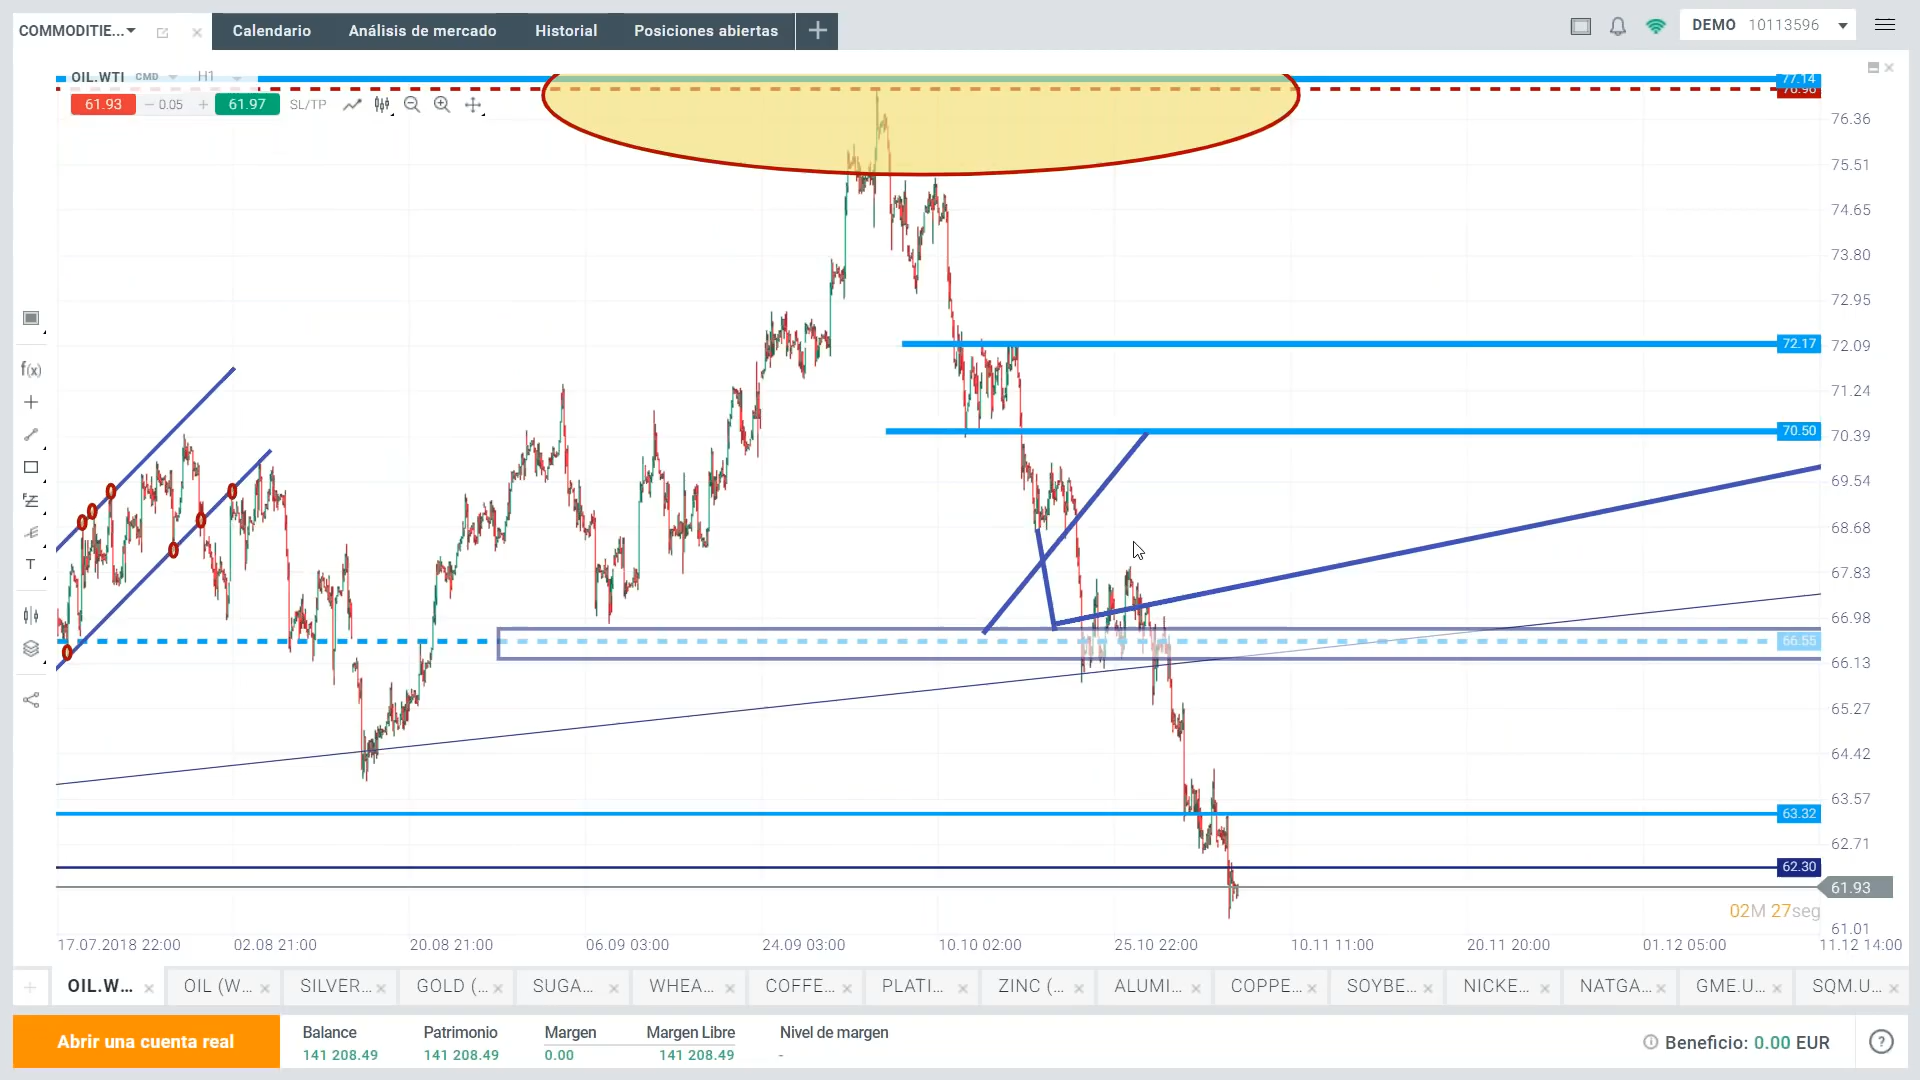 COMMODITIE...
Calendario
Análisis de mercado
Historial
Posiciones abiertas
DEMO 10113596
OIL.WTI CMD H1
77.14
61.93 0.05 61.97 SL/TP
76.36
75.51
74.65
73.80
72.95
72.17
72.09
71.24
70.50
70.39
69.54
68.68
67.83
66.98
66.55
66.13
65.27
64.42
63.57
63.32
62.71
62.30
61.93
02M 27seg
61.01
f(x)
T
17.07.2018 22:00 02.08 21:00 20.08 21:00 06.09 03:00 24.09 03:00 10.10 02:00 25.10 22:00 10.11 11:00 20.11 20:00 01.12 05:00 11.12 14:00
OIL.W... OIL (W... SILVER... GOLD (... SUGA... WHEA... COFFE... PLATI... ZINC (... ALUMI... COPPE... SOYBE... NICKE... NATGA... GME.U... SQM.U...
Abrir una cuenta real
Balance Patrimonio Margen Margen Libre Nivel de margen
141 208.49 141 208.49 0.00 141 208.49 -
Beneficio: 0.00 EUR
?